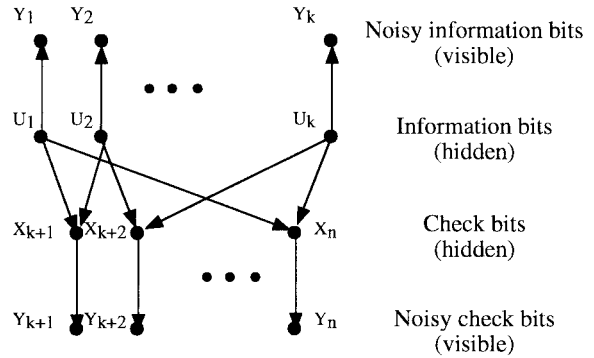 Y1 Y2 Yk Noisy information bits
(visible)
U1 U2 Uk Information bits
(hidden)
Xk+1 Xk+2 Xn Check bits
(hidden)
Yk+1 Yk+2 Yn Noisy check bits
(visible)